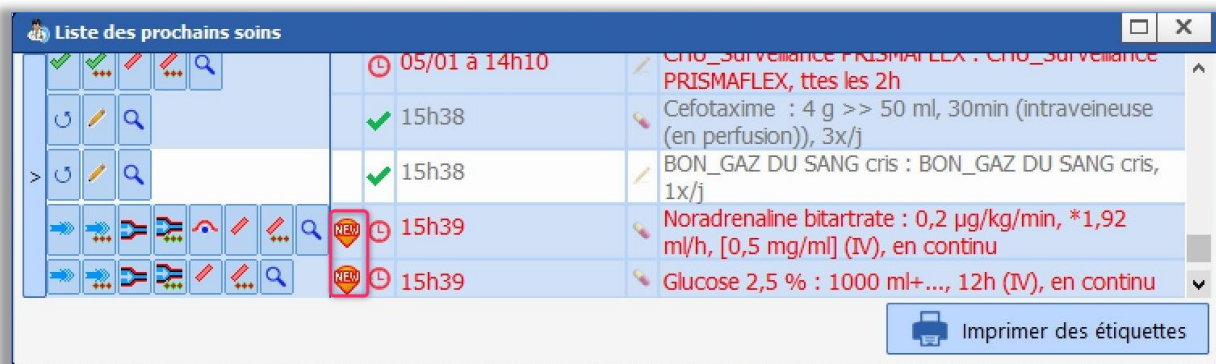 Liste des prochains soins
05/01 à 14h10
CHU_Surveillance PRISMAFLEX : CHU_Surveillance
PRISMAFLEX, ttes les 2h
15h38
Cefotaxime : 4 g >> 50 ml, 30min (intraveineuse
(en perfusion)), 3x/j
>
15h38
BON_GAZ DU SANG cris : BON_GAZ DU SANG cris,
1x/j
NEW
15h39
Noradrenaline bitartrate : 0,2 µg/kg/min, *1,92
ml/h, [0,5 mg/ml] (IV), en continu
NEW
15h39
Glucose 2,5 % : 1000 ml+..., 12h (IV), en continu
Imprimer des étiquettes